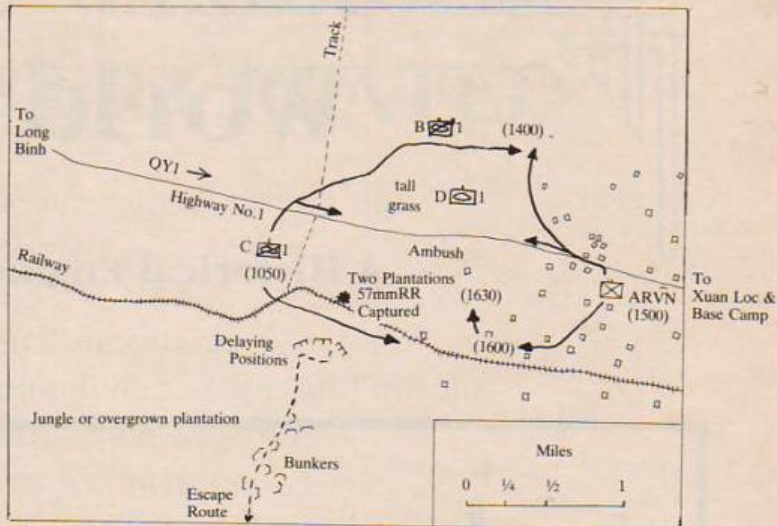 Track
To
Long
Binh
QY1
Highway No.1
B 1
(1400)
tall
grass
D 1
C 1
(1050)
Ambush
Railway
Two Plantations
57mmRR
Captured
(1630)
(1600)
ARVN
(1500)
To
Xuan Loc &
Base Camp
Delaying
Positions
Jungle or overgrown plantation
Bunkers
Escape
Route
Miles
0 ¼ ½ 1